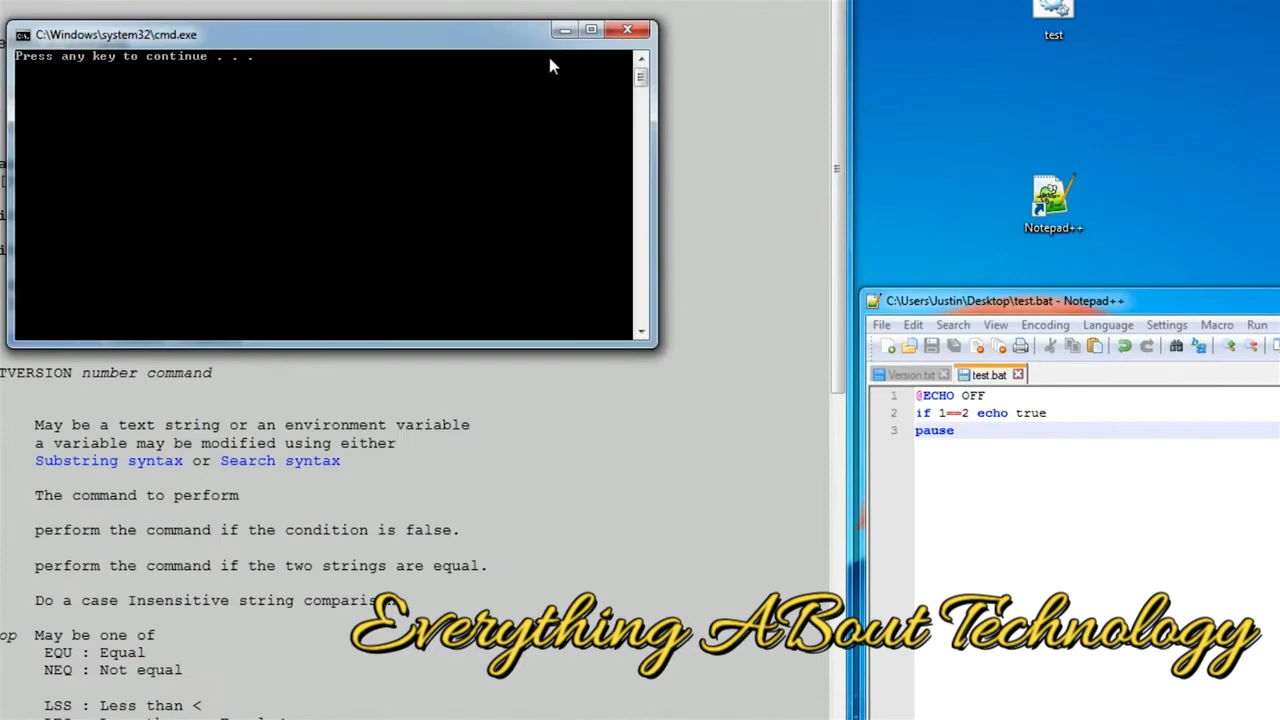 C:\Windows\system32\cmd.exe
Press any key to continue . . .
test
Notepad++
C:\Users\Justin\Desktop\test.bat - Notepad++
File Edit Search View Encoding Language Settings Macro Run
Version.txt test.bat
1 @ECHO OFF
2 if 1==2 echo true
3 pause
TVERSION number command
May be a text string or an environment variable
a variable may be modified using either
Substring syntax or Search syntax
The command to perform
perform the command if the condition is false.
perform the command if the two strings are equal.
Do a case Insensitive string
op May be one of
EQU : Equal
NEQ : Not equal
LSS : Less than <
Everything ABout Technology